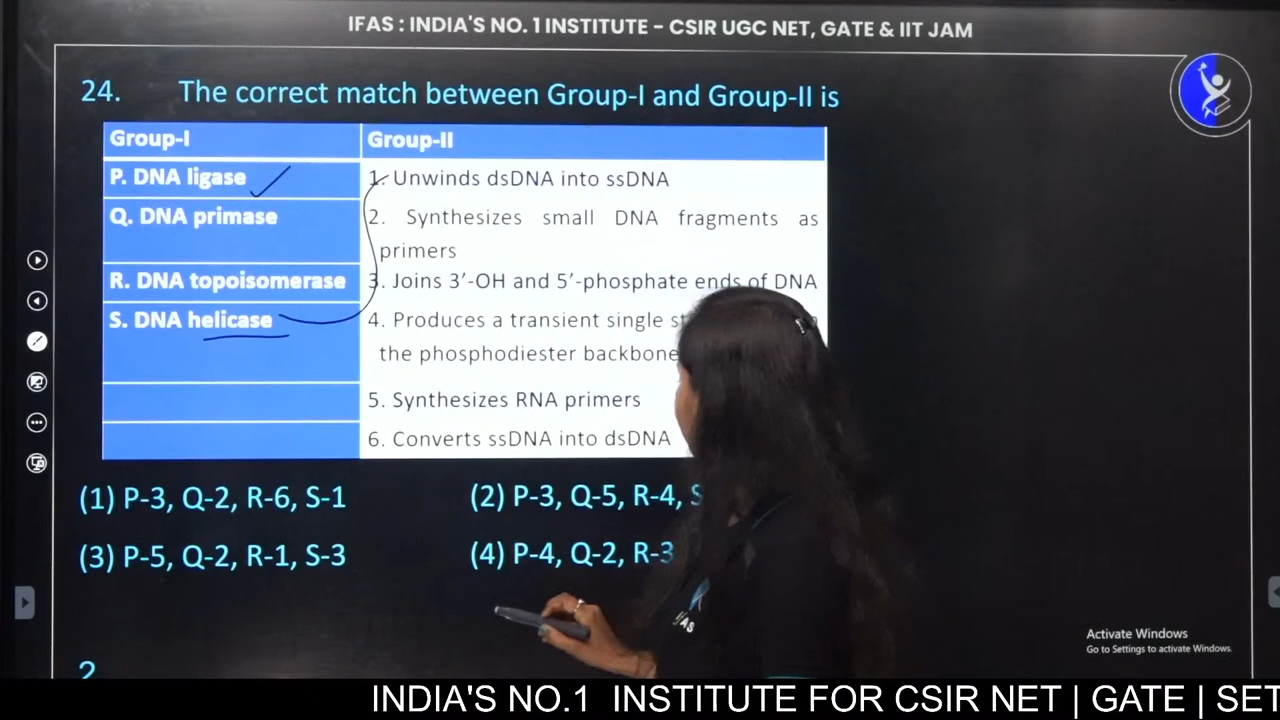 IFAS : INDIA'S NO. 1 INSTITUTE – CSIR UGC NET, GATE & IIT JAM
24. The correct match between Group-I and Group-II is
Group-I Group-II
P. DNA ligase 1. Unwinds dsDNA into ssDNA
Q. DNA primase 2. Synthesizes small DNA fragments as
primers
R. DNA topoisomerase 3. Joins 3’-OH and 5’-phosphate ends of DNA
S. DNA helicase 4. Produces a transient single
the phosphodiester backbone
5. Synthesizes RNA primers
6. Converts ssDNA into dsDNA
(1) P-3, Q-2, R-6, S-1 (2) P-3, Q-5, R-4,
(3) P-5, Q-2, R-1, S-3 (4) P-4, Q-2, R-3
IFAS
Activate Windows
Go to Settings to activate Windows.
INDIA'S NO.1 INSTITUTE FOR CSIR NET | GATE | SET